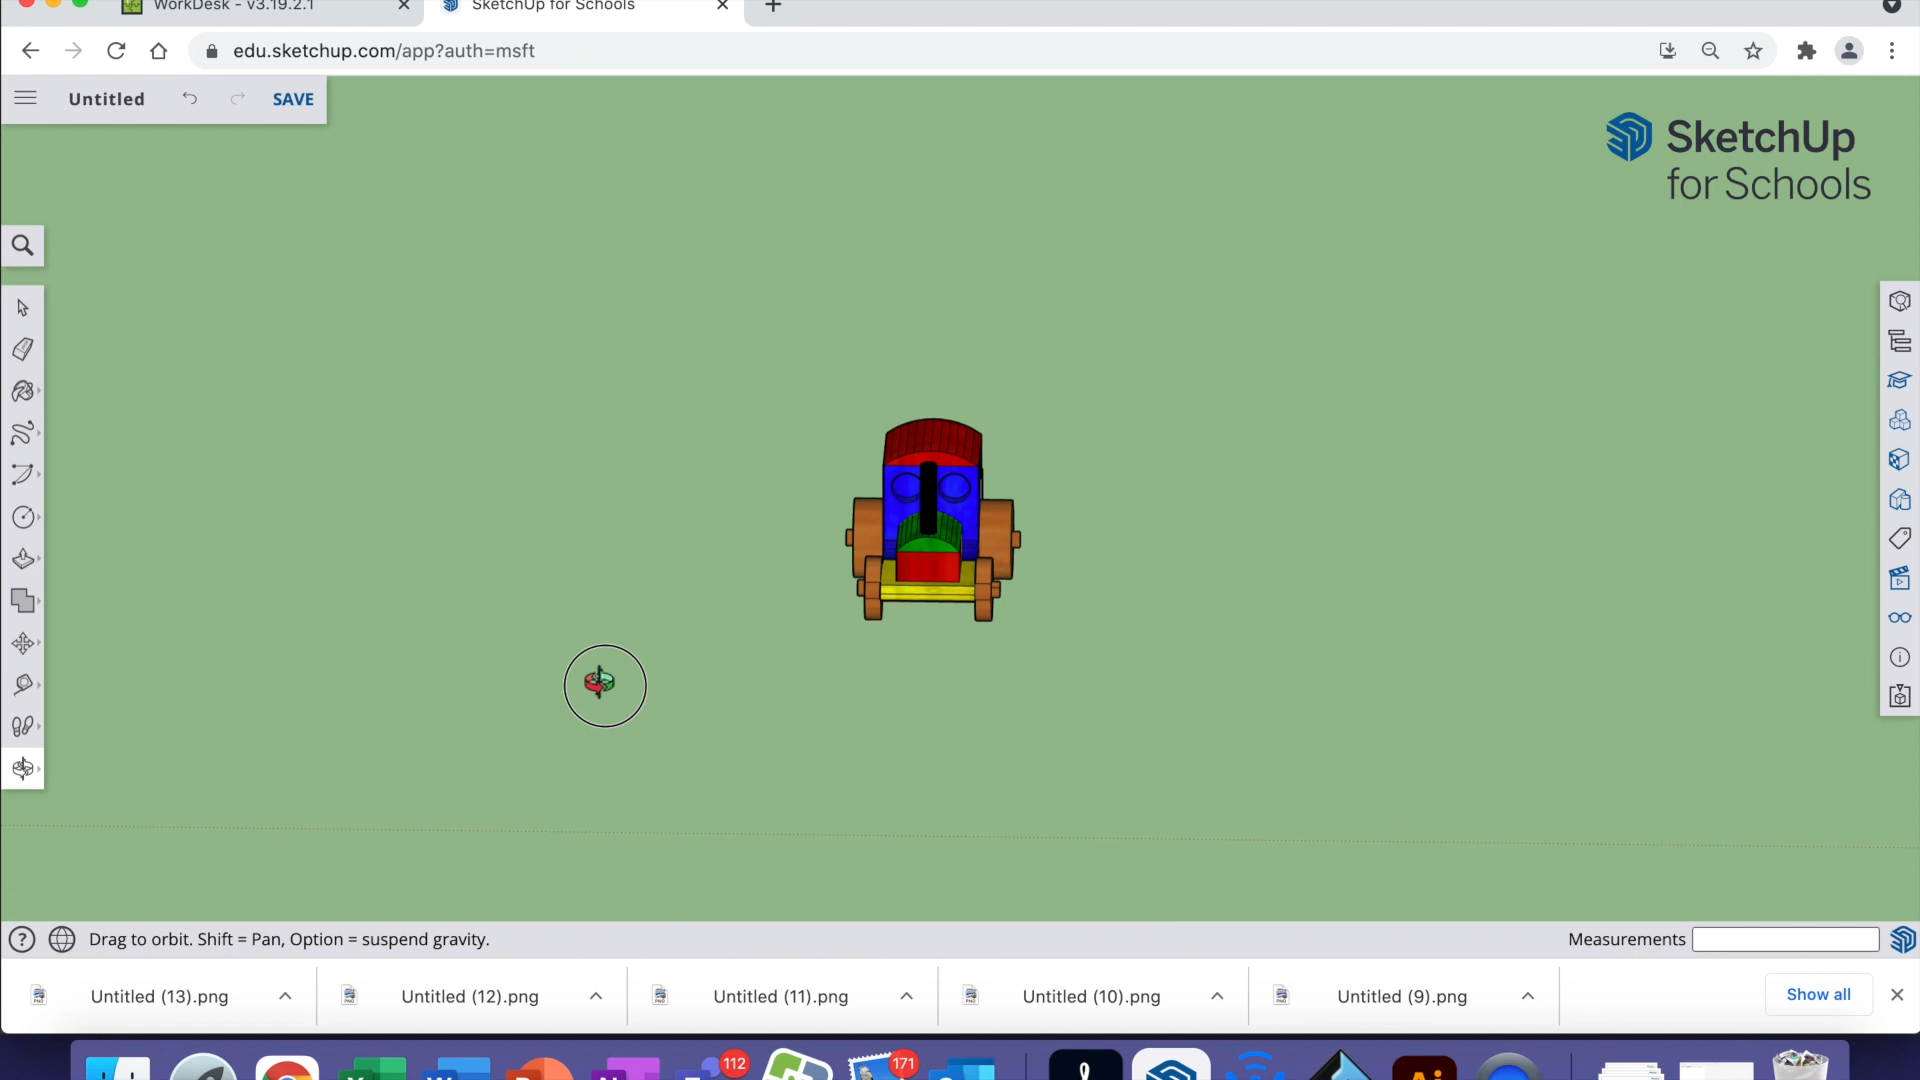 WorkDesk - v3.19.2.1
SketchUp for Schools
edu.sketchup.com/app?auth=msft
Untitled
SAVE
SketchUp
for Schools
Drag to orbit. Shift = Pan, Option = suspend gravity.
Measurements
Untitled (13).png
Untitled (12).png
Untitled (11).png
Untitled (10).png
Untitled (9).png
Show all
112
171